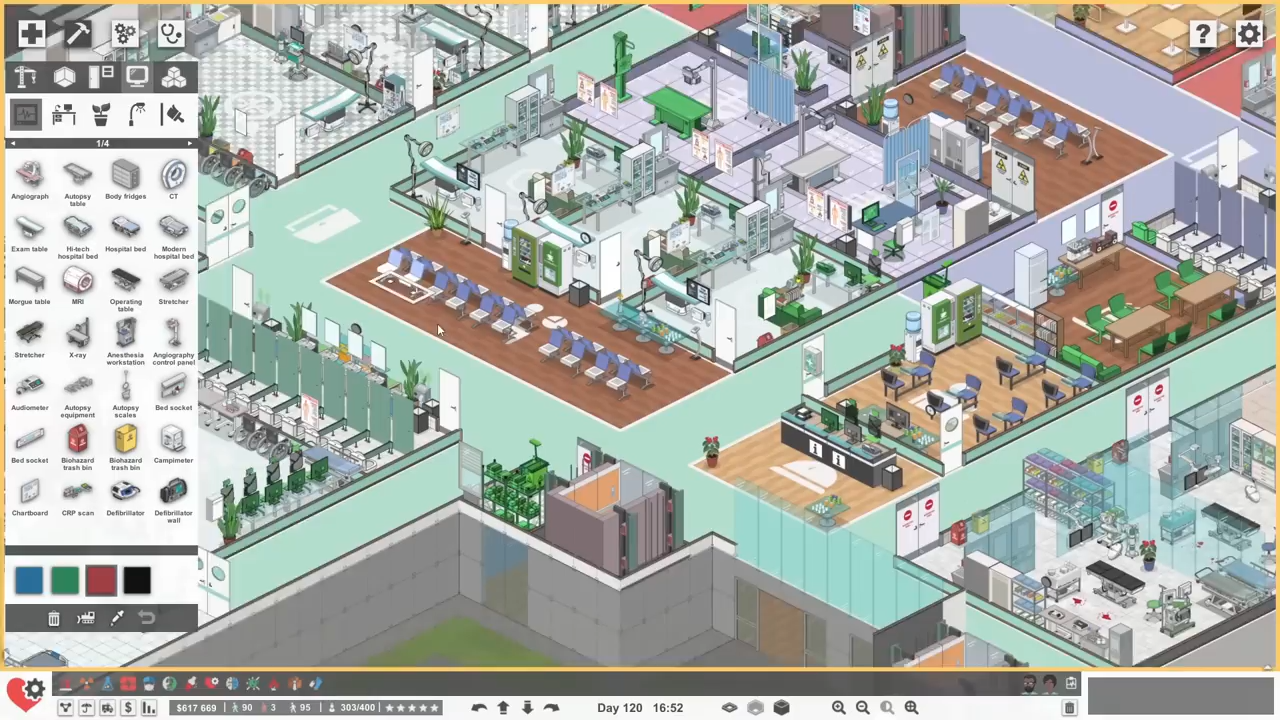 ?
1/4
Angiograph
Autopsy table
Body fridges
CT
Exam table
Hi-tech hospital bed
Hospital bed
Modern hospital bed
Morgue table
MRI
Operating table
Stretcher
Stretcher
X-ray
Anesthesia workstation
Angiography control panel
Audiometer
Autopsy equipment
Autopsy scales
Bed socket
Bed socket
Biohazard trash bin
Biohazard trash bin
Campimeter
Chartboard
CRP scan
Defibrillator
Defibrillator wall
i i
$617 669
90
3
95
303/400
Day 120 16:52